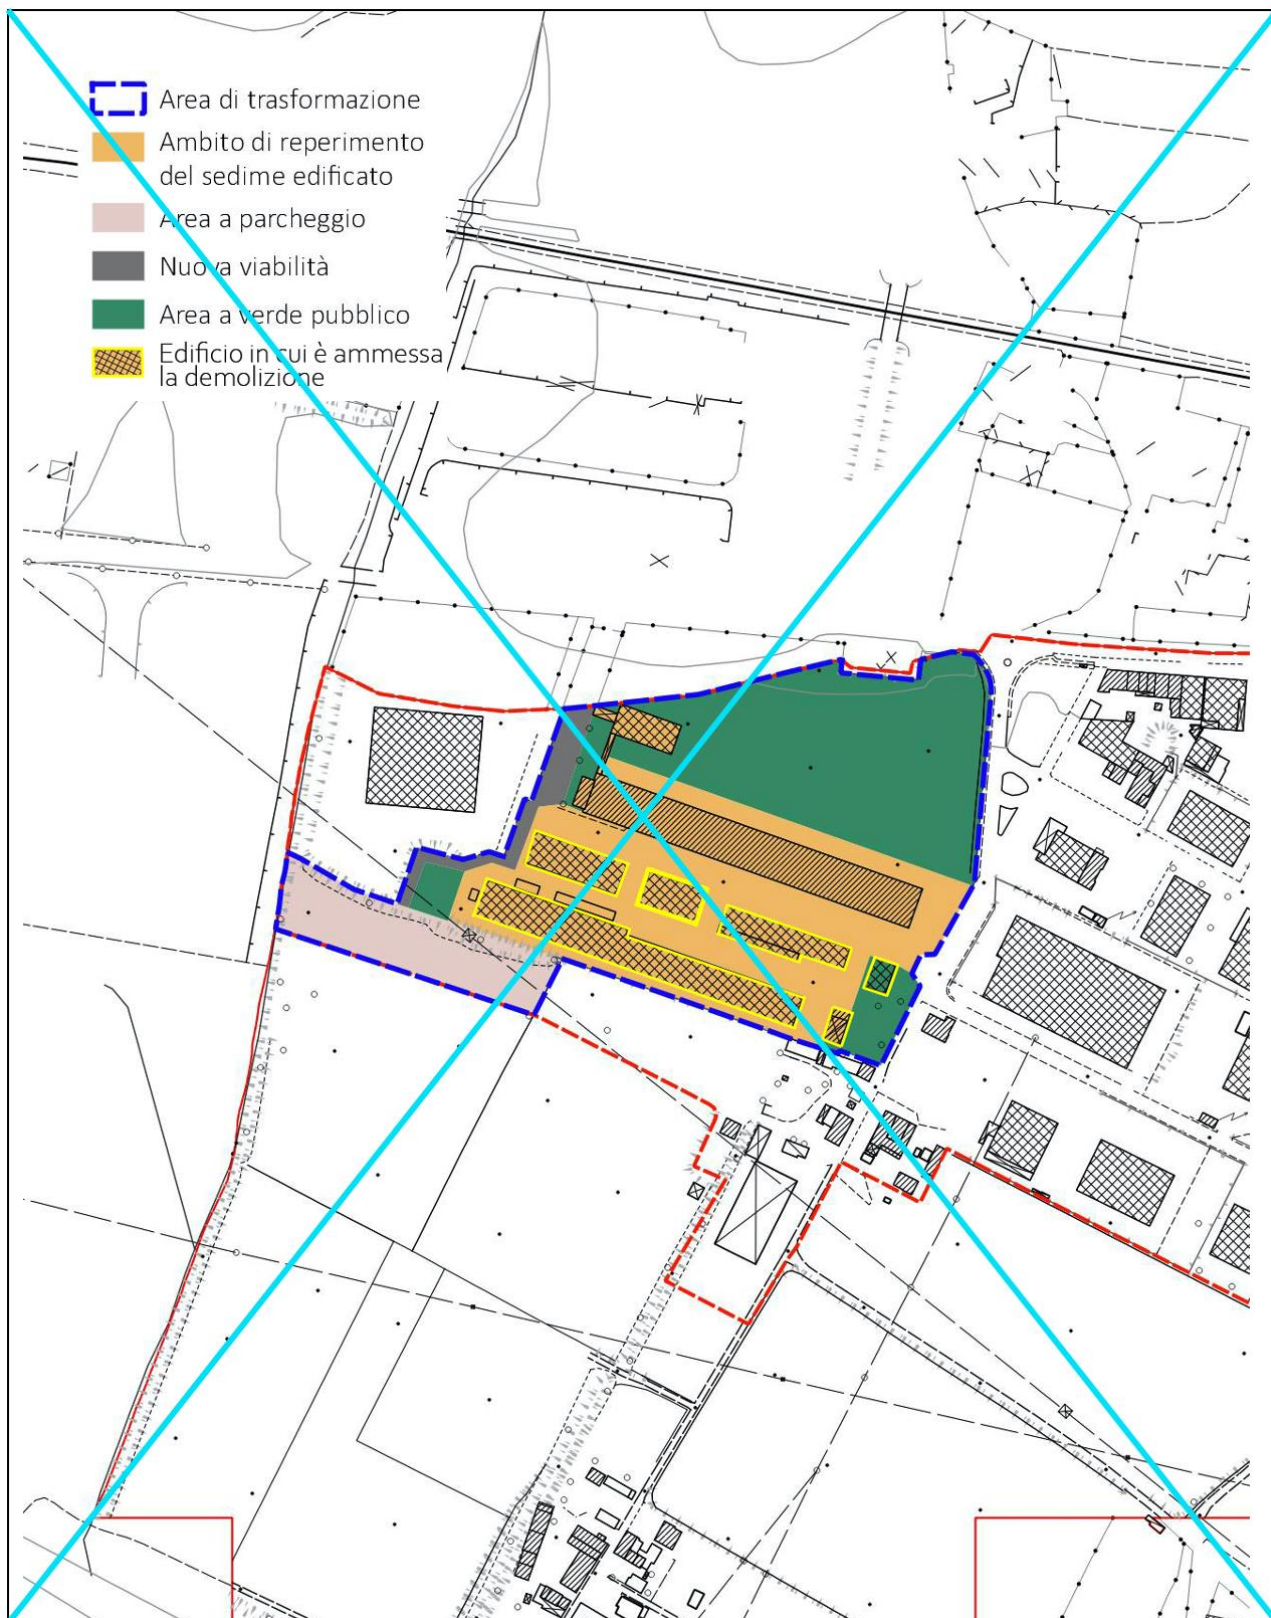 Area di trasformazione
Ambito di reperimento
del sedime edificato
Area a parcheggio
Nuova viabilità
Area a verde pubblico
Edificio in cui è ammessa
la demolizione